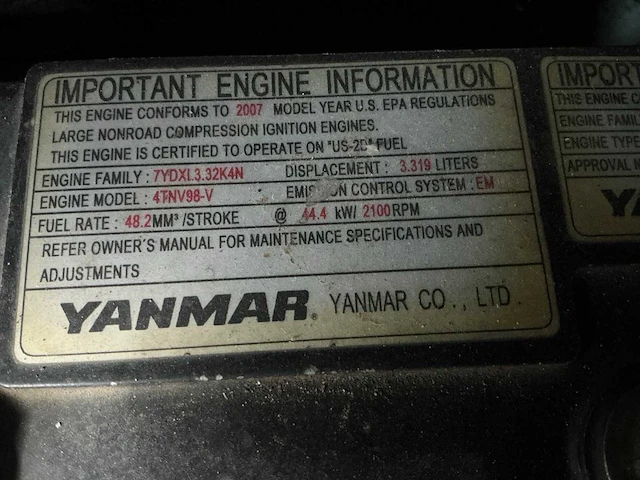 IMPORTANT ENGINE INFORMATION
THIS ENGINE CONFORMS TO 2007 MODEL YEAR U.S. EPA REGULATIONS
LARGE NONROAD COMPRESSION IGNITION ENGINES.
THIS ENGINE IS CERTIFIED TO OPERATE ON "US-2D" FUEL
ENGINE FAMILY : 7YDXL3.32K4N DISPLACEMENT : 3.319 LITERS
ENGINE MODEL : 4TNV98-V EMISSION CONTROL SYSTEM : EM
FUEL RATE : 48.2MM³/STROKE @ 44.4 kW/ 2100RPM
REFER OWNER'S MANUAL FOR MAINTENANCE SPECIFICATIONS AND
ADJUSTMENTS
YANMAR® YANMAR CO., LTD.
IMPORT
THIS ENGINE C
ENGINE FAMIL
ENGINE TYPE
APPROVAL
Y